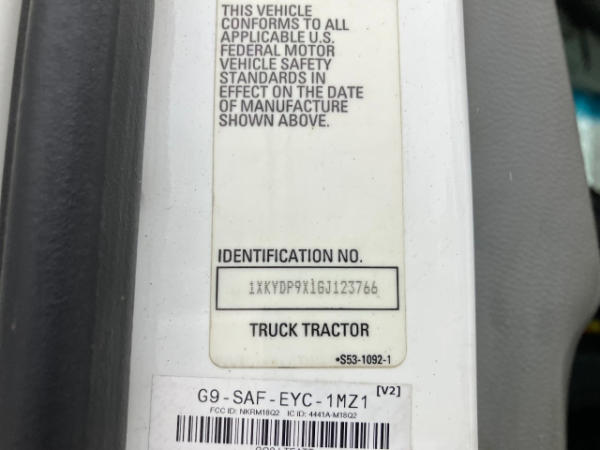 THIS VEHICLE
CONFORMS TO ALL
APPLICABLE U.S.
FEDERAL MOTOR
VEHICLE SAFETY
STANDARDS IN
EFFECT ON THE DATE
OF MANUFACTURE
SHOWN ABOVE.
IDENTIFICATION NO.
1XKYDP9X1GJ123766
TRUCK TRACTOR
•S53-1092-1
G9-SAF-EYC-1MZ1 [V2]
FCC ID: NKRM18Q2 IC ID: 4441A-M18Q2